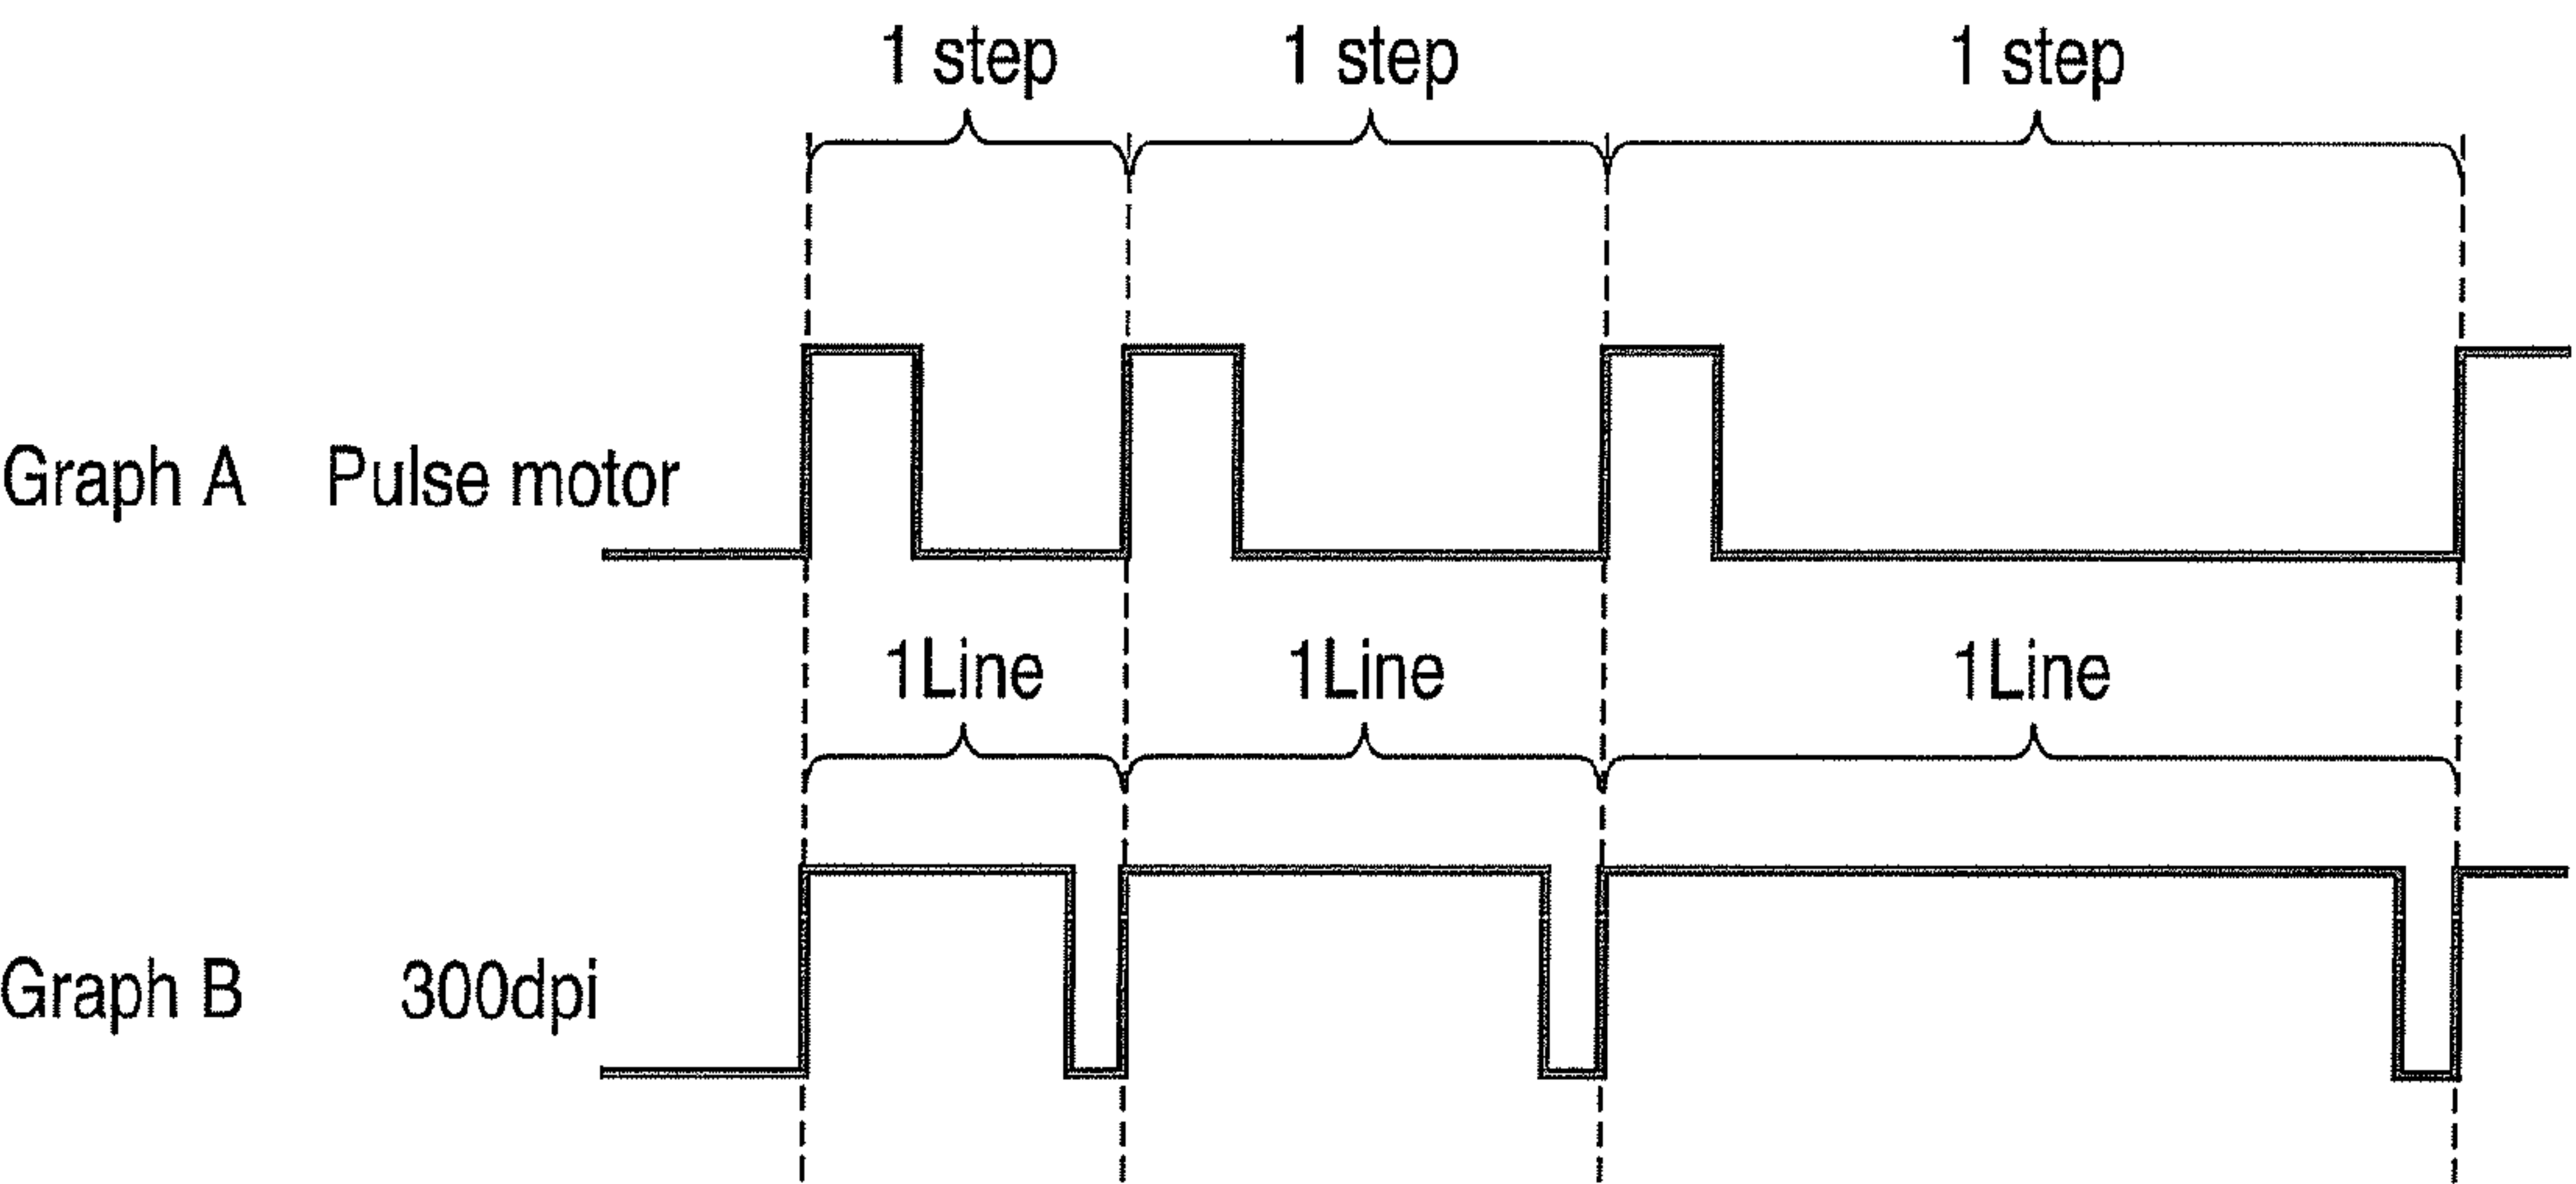 1 step 1 step 1 step
Graph A Pulse motor
1Line 1Line 1Line
Graph B 300dpi